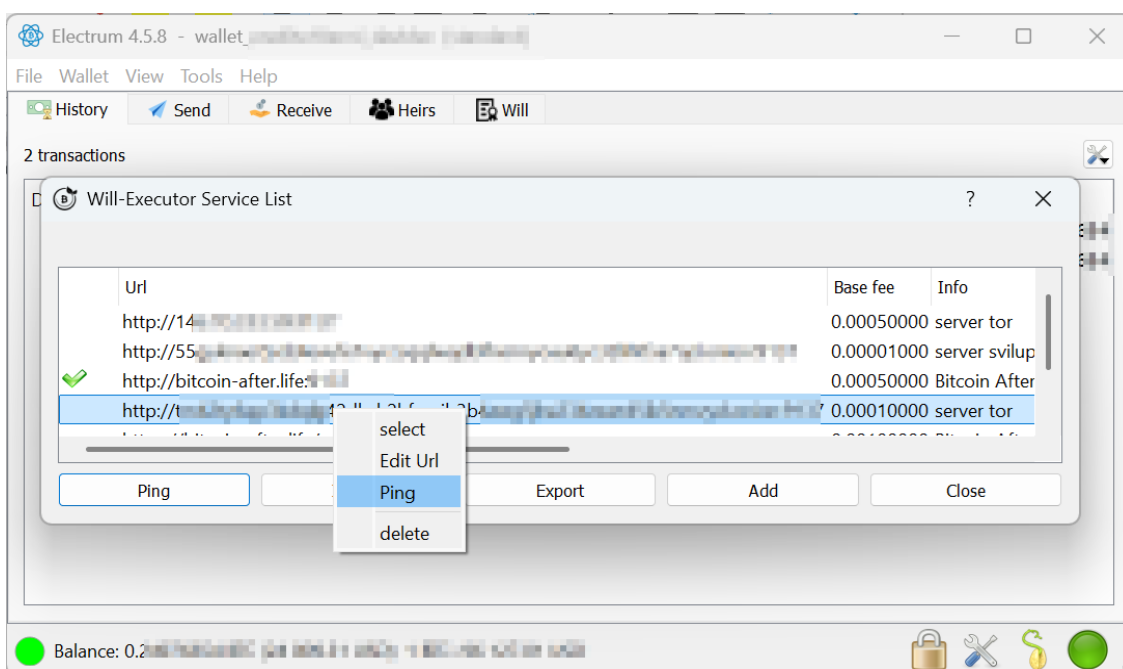 Electrum 4.5.8 - wallet_
File Wallet View Tools Help
History Send Receive Heirs Will
2 transactions
Will-Executor Service List ?
Url Base fee Info
http://14 0.00050000 server tor
http://55 0.00001000 server svilup
http://bitcoin-after.life: 0.00050000 Bitcoin After
http://t 0.00010000 server tor
select
Edit Url
Ping
delete
Ping Export Add Close
Balance: 0.2